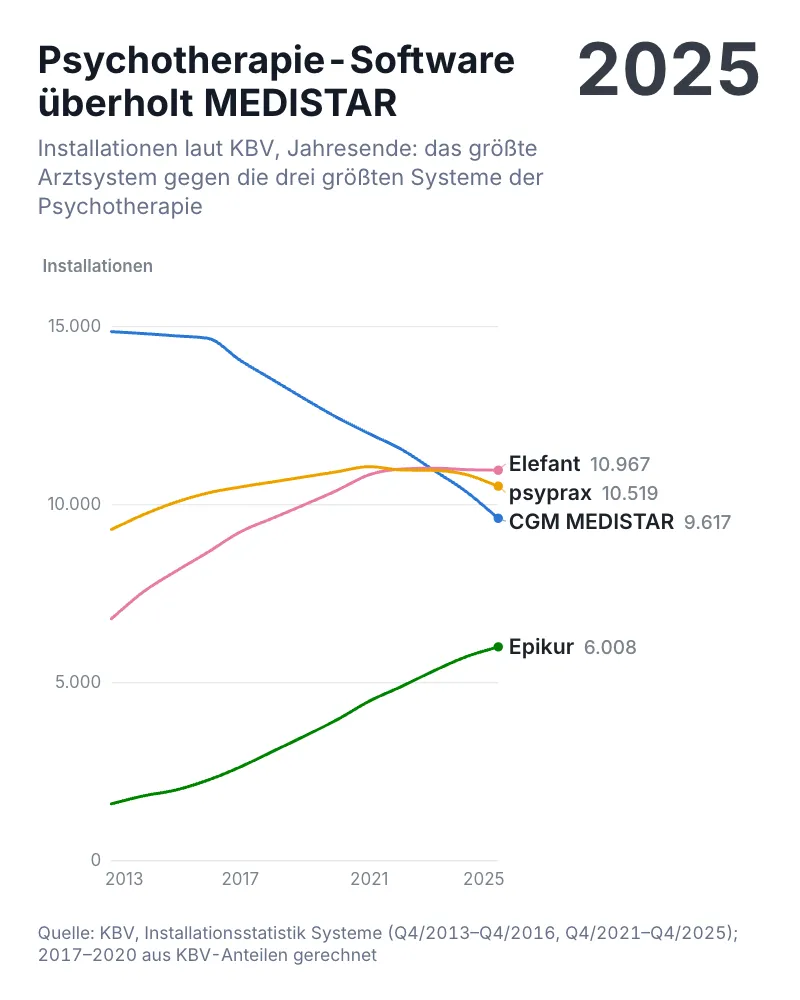 Psychotherapie-Software
überholt MEDISTAR
2025
Installationen laut KBV, Jahresende: das größte
Arztsystem gegen die drei größten Systeme der
Psychotherapie
Installationen
15.000
10.000
5.000
0
Elefant 10.967
psyprax 10.519
CGM MEDISTAR 9.617
Epikur 6.008
2013 2017 2021 2025
Quelle: KBV, Installationsstatistik Systeme (Q4/2013–Q4/2016, Q4/2021–Q4/2025);
2017–2020 aus KBV-Anteilen gerechnet